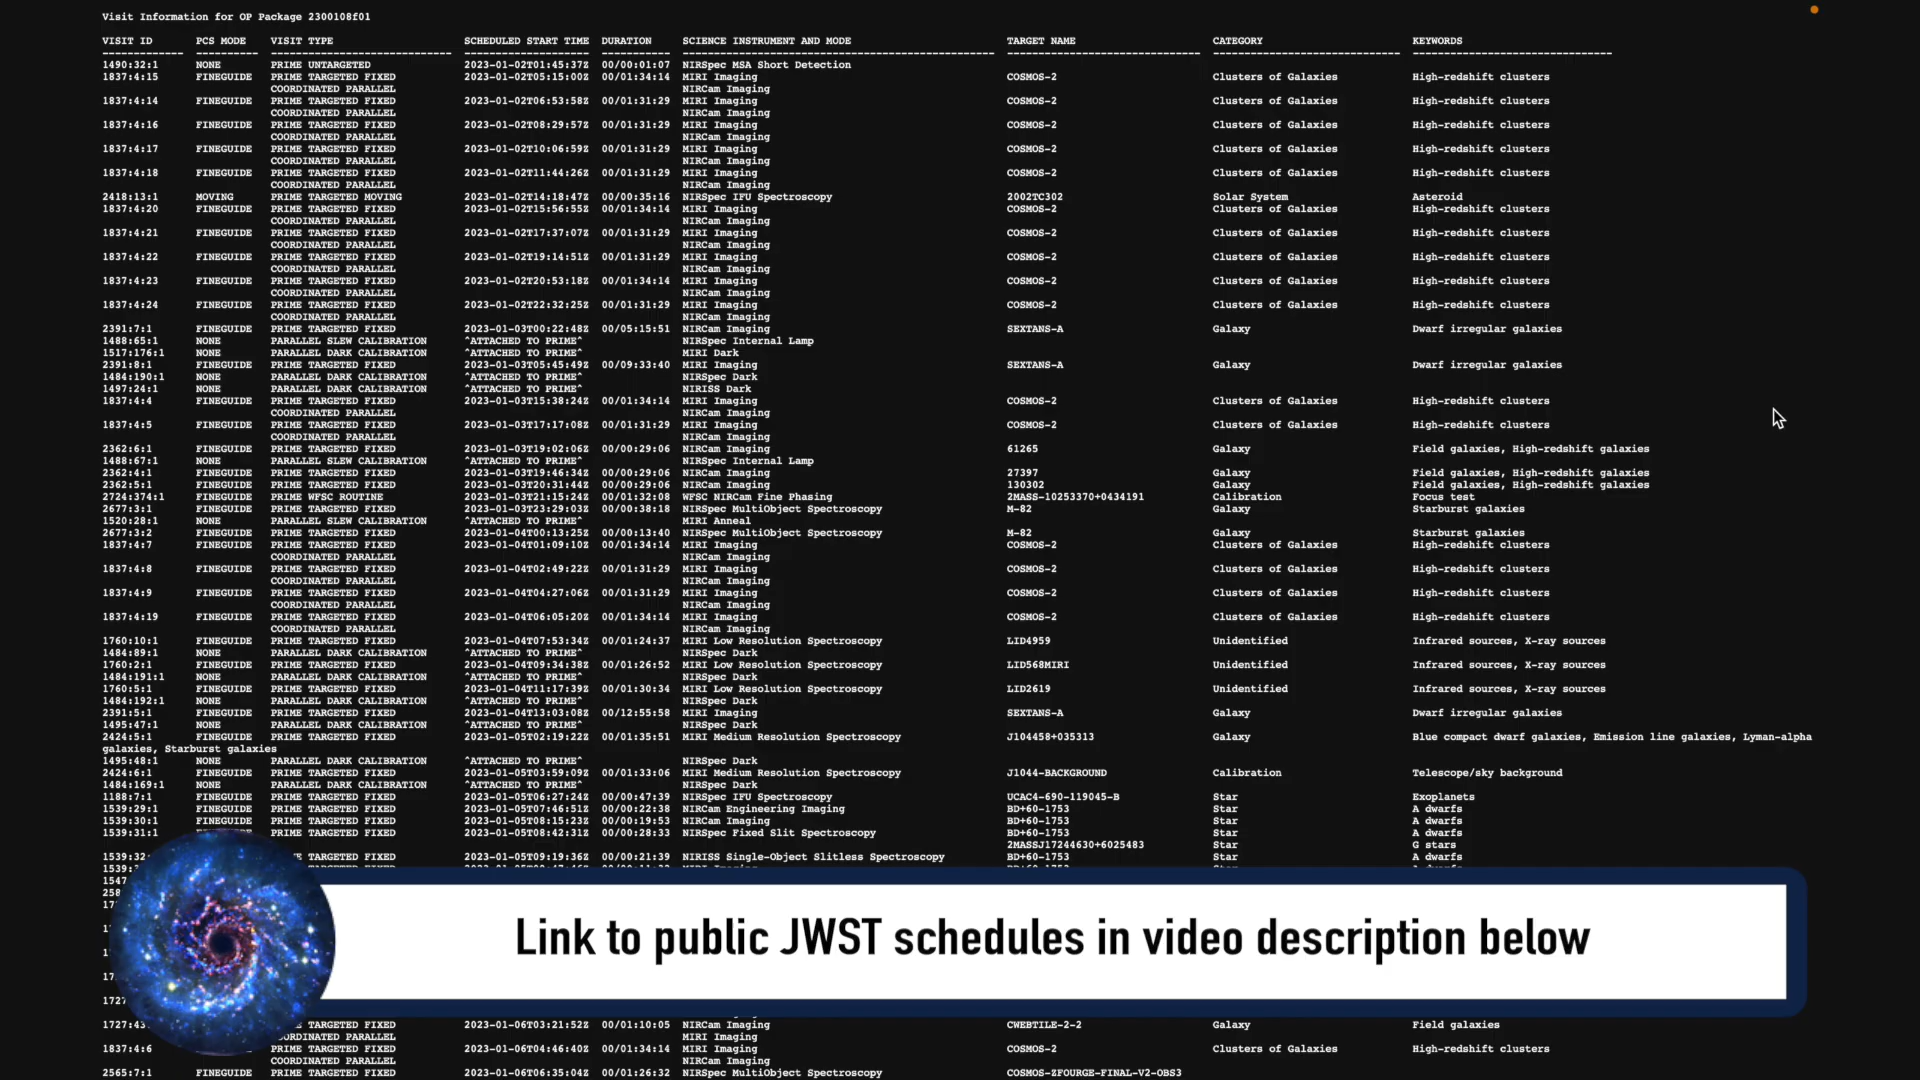 Visit Information for OP Package 2300108f01
VISIT ID PCS MODE VISIT TYPE SCHEDULED START TIME DURATION SCIENCE INSTRUMENT AND MODE TARGET NAME CATEGORY KEYWORDS
1490:32:1 NONE PRIME UNTARGETED 2023-01-02T01:45:37Z 00/00:01:07 NIRSpec MSA Short Detection
1837:4:15 FINEGUIDE PRIME TARGETED FIXED 2023-01-02T05:15:00Z 00/01:34:14 MIRI Imaging COSMOS-2 Clusters of Galaxies High-redshift clusters
COORDINATED PARALLEL NIRCam Imaging
1837:4:14 FINEGUIDE PRIME TARGETED FIXED 2023-01-02T06:53:58Z 00/01:31:29 MIRI Imaging COSMOS-2 Clusters of Galaxies High-redshift clusters
COORDINATED PARALLEL NIRCam Imaging
1837:4:16 FINEGUIDE PRIME TARGETED FIXED 2023-01-02T08:29:57Z 00/01:31:29 MIRI Imaging COSMOS-2 Clusters of Galaxies High-redshift clusters
COORDINATED PARALLEL NIRCam Imaging
1837:4:17 FINEGUIDE PRIME TARGETED FIXED 2023-01-02T10:06:59Z 00/01:31:29 MIRI Imaging COSMOS-2 Clusters of Galaxies High-redshift clusters
COORDINATED PARALLEL NIRCam Imaging
1837:4:18 FINEGUIDE PRIME TARGETED FIXED 2023-01-02T11:44:26Z 00/01:31:29 MIRI Imaging COSMOS-2 Clusters of Galaxies High-redshift clusters
COORDINATED PARALLEL NIRCam Imaging
2418:13:1 MOVING PRIME TARGETED MOVING 2023-01-02T14:18:47Z 00/00:35:16 NIRSpec IFU Spectroscopy 2002TC302 Solar System Asteroid
1837:4:20 FINEGUIDE PRIME TARGETED FIXED 2023-01-02T15:56:55Z 00/01:34:14 MIRI Imaging COSMOS-2 Clusters of Galaxies High-redshift clusters
COORDINATED PARALLEL NIRCam Imaging
1837:4:21 FINEGUIDE PRIME TARGETED FIXED 2023-01-02T17:37:07Z 00/01:31:29 MIRI Imaging COSMOS-2 Clusters of Galaxies High-redshift clusters
COORDINATED PARALLEL NIRCam Imaging
1837:4:22 FINEGUIDE PRIME TARGETED FIXED 2023-01-02T19:14:51Z 00/01:31:29 MIRI Imaging COSMOS-2 Clusters of Galaxies High-redshift clusters
COORDINATED PARALLEL NIRCam Imaging
1837:4:23 FINEGUIDE PRIME TARGETED FIXED 2023-01-02T20:53:18Z 00/01:34:14 MIRI Imaging COSMOS-2 Clusters of Galaxies High-redshift clusters
COORDINATED PARALLEL NIRCam Imaging
1837:4:24 FINEGUIDE PRIME TARGETED FIXED 2023-01-02T22:32:25Z 00/01:31:29 MIRI Imaging COSMOS-2 Clusters of Galaxies High-redshift clusters
COORDINATED PARALLEL NIRCam Imaging
2391:7:1 FINEGUIDE PRIME TARGETED FIXED 2023-01-03T00:22:48Z 00/05:15:51 NIRCam Imaging SEXTANS-A Galaxy Dwarf irregular galaxies
1488:65:1 NONE PARALLEL SLEW CALIBRATION ^ATTACHED TO PRIME^ NIRSpec Internal Lamp
1517:176:1 NONE PARALLEL DARK CALIBRATION ^ATTACHED TO PRIME^ MIRI Dark
2391:8:1 FINEGUIDE PRIME TARGETED FIXED 2023-01-03T05:45:49Z 00/09:33:40 MIRI Imaging SEXTANS-A Galaxy Dwarf irregular galaxies
1484:190:1 NONE PARALLEL DARK CALIBRATION ^ATTACHED TO PRIME^ NIRSpec Dark
1497:24:1 NONE PARALLEL DARK CALIBRATION ^ATTACHED TO PRIME^ NIRISS Dark
1837:4:4 FINEGUIDE PRIME TARGETED FIXED 2023-01-03T15:38:24Z 00/01:34:14 MIRI Imaging COSMOS-2 Clusters of Galaxies High-redshift clusters
COORDINATED PARALLEL NIRCam Imaging
1837:4:5 FINEGUIDE PRIME TARGETED FIXED 2023-01-03T17:17:08Z 00/01:31:29 MIRI Imaging COSMOS-2 Clusters of Galaxies High-redshift clusters
COORDINATED PARALLEL NIRCam Imaging
2362:6:1 FINEGUIDE PRIME TARGETED FIXED 2023-01-03T19:02:06Z 00/00:29:06 NIRCam Imaging 61265 Galaxy Field galaxies, High-redshift galaxies
1488:67:1 NONE PARALLEL SLEW CALIBRATION ^ATTACHED TO PRIME^ NIRSpec Internal Lamp
2362:4:1 FINEGUIDE PRIME TARGETED FIXED 2023-01-03T19:46:34Z 00/00:29:06 NIRCam Imaging 27397 Galaxy Field galaxies, High-redshift galaxies
2362:5:1 FINEGUIDE PRIME TARGETED FIXED 2023-01-03T20:31:44Z 00/00:29:06 NIRCam Imaging 130302 Galaxy Field galaxies, High-redshift galaxies
2724:374:1 FINEGUIDE PRIME WFSC ROUTINE 2023-01-03T21:15:24Z 00/01:32:08 WFSC NIRCam Fine Phasing 2MASS-10253370+0434191 Calibration Focus test
2677:3:1 FINEGUIDE PRIME TARGETED FIXED 2023-01-03T23:29:03Z 00/00:38:18 NIRSpec MultiObject Spectroscopy M-82 Galaxy Starburst galaxies
1520:28:1 NONE PARALLEL SLEW CALIBRATION ^ATTACHED TO PRIME^ MIRI Anneal
2677:3:2 FINEGUIDE PRIME TARGETED FIXED 2023-01-04T00:13:25Z 00/00:13:40 NIRSpec MultiObject Spectroscopy M-82 Galaxy Starburst galaxies
1837:4:7 FINEGUIDE PRIME TARGETED FIXED 2023-01-04T01:09:10Z 00/01:34:14 MIRI Imaging COSMOS-2 Clusters of Galaxies High-redshift clusters
COORDINATED PARALLEL NIRCam Imaging
1837:4:8 FINEGUIDE PRIME TARGETED FIXED 2023-01-04T02:49:22Z 00/01:31:29 MIRI Imaging COSMOS-2 Clusters of Galaxies High-redshift clusters
COORDINATED PARALLEL NIRCam Imaging
1837:4:9 FINEGUIDE PRIME TARGETED FIXED 2023-01-04T04:27:06Z 00/01:31:29 MIRI Imaging COSMOS-2 Clusters of Galaxies High-redshift clusters
COORDINATED PARALLEL NIRCam Imaging
1837:4:19 FINEGUIDE PRIME TARGETED FIXED 2023-01-04T06:05:20Z 00/01:34:14 MIRI Imaging COSMOS-2 Clusters of Galaxies High-redshift clusters
COORDINATED PARALLEL NIRCam Imaging
1760:10:1 FINEGUIDE PRIME TARGETED FIXED 2023-01-04T07:53:34Z 00/01:24:37 MIRI Low Resolution Spectroscopy LID4959 Unidentified Infrared sources, X-ray sources
1484:89:1 NONE PARALLEL DARK CALIBRATION ^ATTACHED TO PRIME^ NIRSpec Dark
1760:2:1 FINEGUIDE PRIME TARGETED FIXED 2023-01-04T09:34:38Z 00/01:26:52 MIRI Low Resolution Spectroscopy LID568MIRI Unidentified Infrared sources, X-ray sources
1484:191:1 NONE PARALLEL DARK CALIBRATION ^ATTACHED TO PRIME^ NIRSpec Dark
1760:5:1 FINEGUIDE PRIME TARGETED FIXED 2023-01-04T11:17:39Z 00/01:30:34 MIRI Low Resolution Spectroscopy LID2619 Unidentified Infrared sources, X-ray sources
1484:192:1 NONE PARALLEL DARK CALIBRATION ^ATTACHED TO PRIME^ NIRSpec Dark
2391:5:1 FINEGUIDE PRIME TARGETED FIXED 2023-01-04T13:03:08Z 00/12:55:58 MIRI Imaging SEXTANS-A Galaxy Dwarf irregular galaxies
1495:47:1 NONE PARALLEL DARK CALIBRATION ^ATTACHED TO PRIME^ NIRSpec Dark
2424:5:1 FINEGUIDE PRIME TARGETED FIXED 2023-01-05T02:19:22Z 00/01:35:51 MIRI Medium Resolution Spectroscopy J104458+035313 Galaxy Blue compact dwarf galaxies, Emission line galaxies, Lyman-alpha
galaxies, Starburst galaxies
1495:48:1 NONE PARALLEL DARK CALIBRATION ^ATTACHED TO PRIME^ NIRSpec Dark
2424:6:1 FINEGUIDE PRIME TARGETED FIXED 2023-01-05T03:59:09Z 00/01:33:06 MIRI Medium Resolution Spectroscopy J1044-BACKGROUND Calibration Telescope/sky background
1484:169:1 NONE PARALLEL DARK CALIBRATION ^ATTACHED TO PRIME^ NIRSpec Dark
1188:7:1 FINEGUIDE PRIME TARGETED FIXED 2023-01-05T06:27:24Z 00/00:47:39 NIRSpec IFU Spectroscopy UCAC4-690-119045-B Star Exoplanets
1539:29:1 FINEGUIDE PRIME TARGETED FIXED 2023-01-05T07:46:51Z 00/00:22:38 NIRCam Engineering Imaging BD+60-1753 Star A dwarfs
1539:30:1 FINEGUIDE PRIME TARGETED FIXED 2023-01-05T08:15:23Z 00/00:19:53 NIRCam Imaging BD+60-1753 Star A dwarfs
1539:31:1 PRIME TARGETED FIXED 2023-01-05T08:42:31Z 00/00:28:33 NIRSpec Fixed Slit Spectroscopy BD+60-1753 Star A dwarfs
2MASSJ17244630+6025483 Star G stars
1539:32: TARGETED FIXED 2023-01-05T09:19:36Z 00/00:21:39 NIRISS Single-Object Slitless Spectroscopy BD+60-1753 Star A dwarfs
1539:
1547
258
Link to public JWST schedules in video description below
1727
1727:43 TARGETED FIXED 2023-01-06T03:21:52Z 00/01:10:05 NIRCam Imaging CWEBTILE-2-2 Galaxy Field galaxies
PARALLEL MIRI Imaging
1837:4:6 PRIME TARGETED FIXED 2023-01-06T04:46:40Z 00/01:34:14 MIRI Imaging COSMOS-2 Clusters of Galaxies High-redshift clusters
COORDINATED PARALLEL NIRCam Imaging
2565:7:1 FINEGUIDE PRIME TARGETED FIXED 2023-01-06T06:35:04Z 00/01:26:32 NIRSpec MultiObject Spectroscopy COSMOS-ZFOURGE-FINAL-V2-OBS3